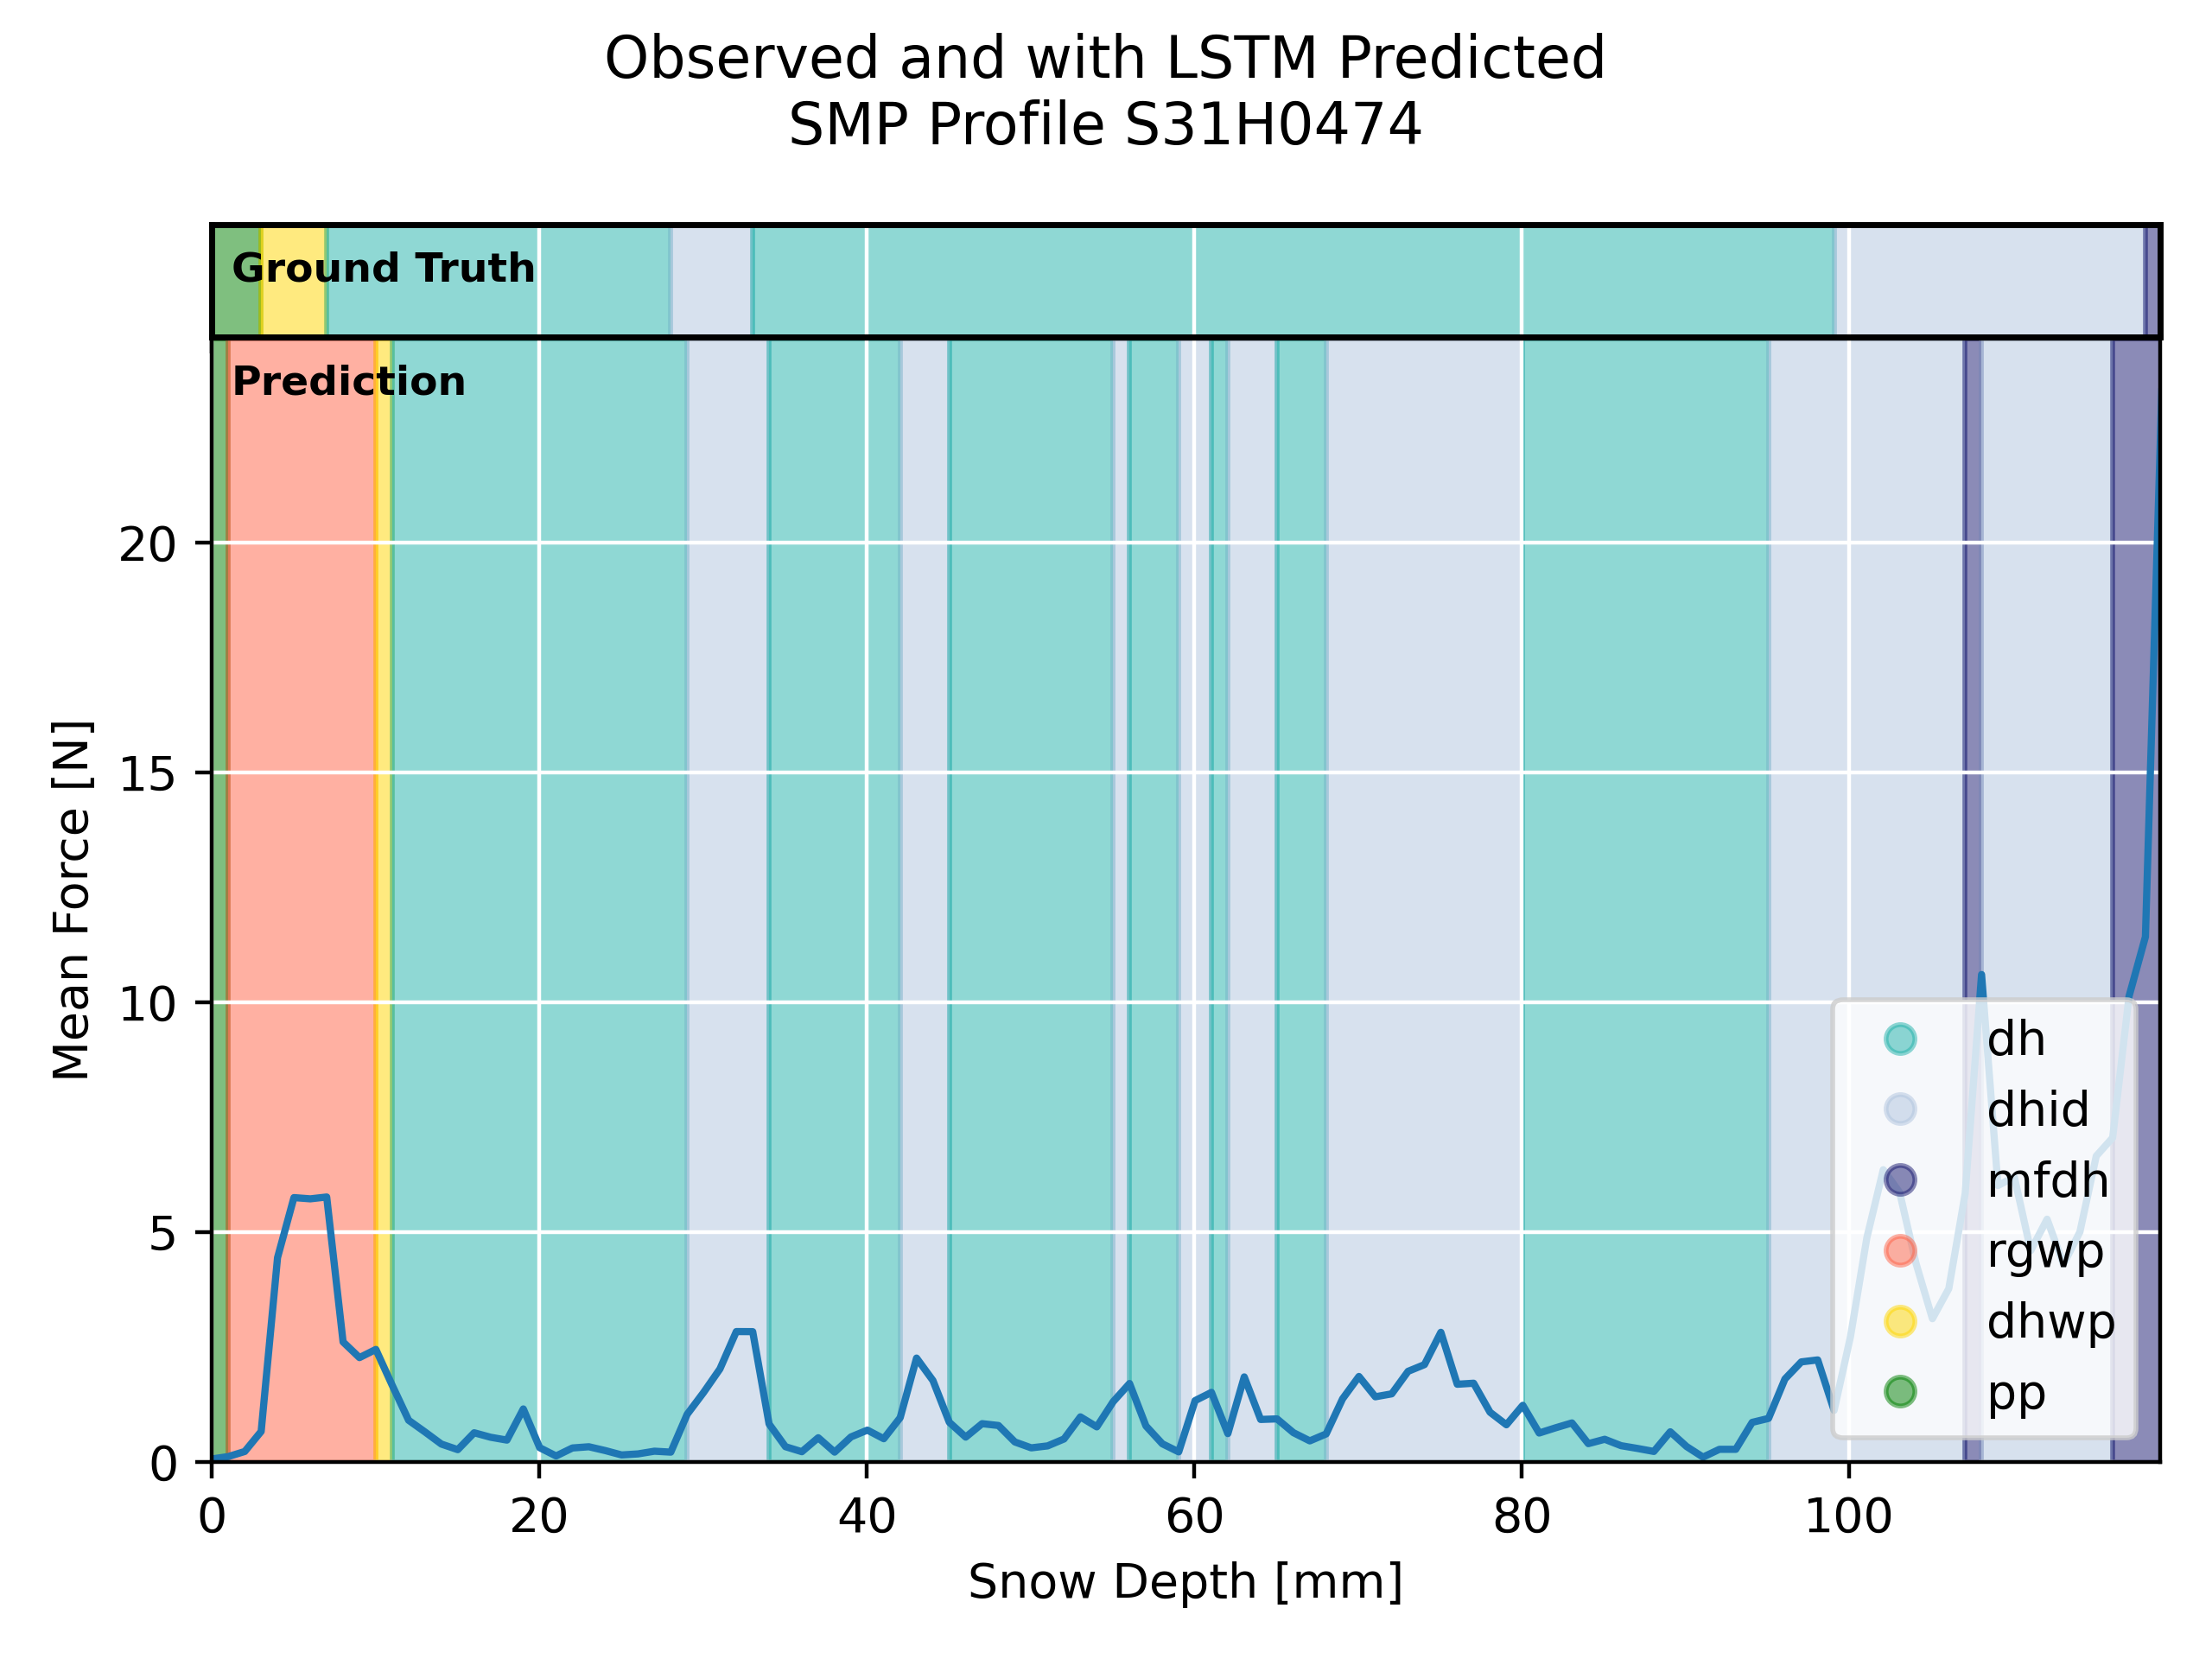 Observed and with LSTM Predicted
SMP Profile S31H0474
Ground Truth
Prediction
20
15
10
5
0
Mean Force [N]
dh
dhid
mfdh
rgwp
dhwp
pp
0 20 40 60 80 100
Snow Depth [mm]